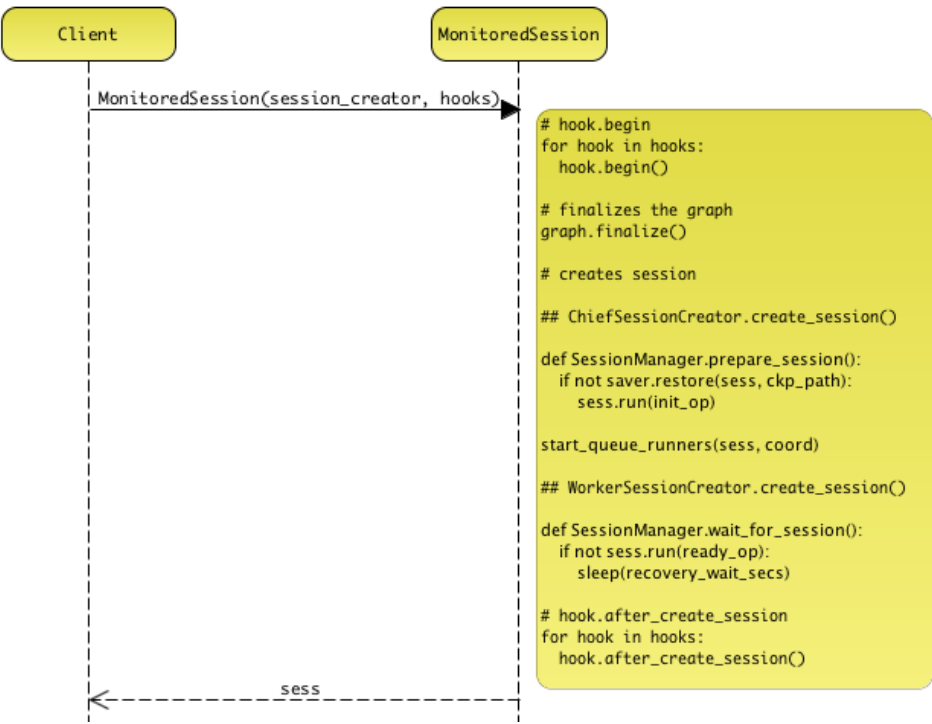 Client
MonitoredSession
MonitoredSession(session_creator, hooks)
# hook.begin
for hook in hooks:
  hook.begin()
# finalizes the graph
graph.finalize()
# creates session
## ChiefSessionCreator.create_session()
def SessionManager.prepare_session():
  if not saver.restore(sess, ckp_path):
    sess.run(init_op)
start_queue_runners(sess, coord)
## WorkerSessionCreator.create_session()
def SessionManager.wait_for_session():
  if not sess.run(ready_op):
    sleep(recovery_wait_secs)
# hook.after_create_session
for hook in hooks:
  hook.after_create_session()
sess